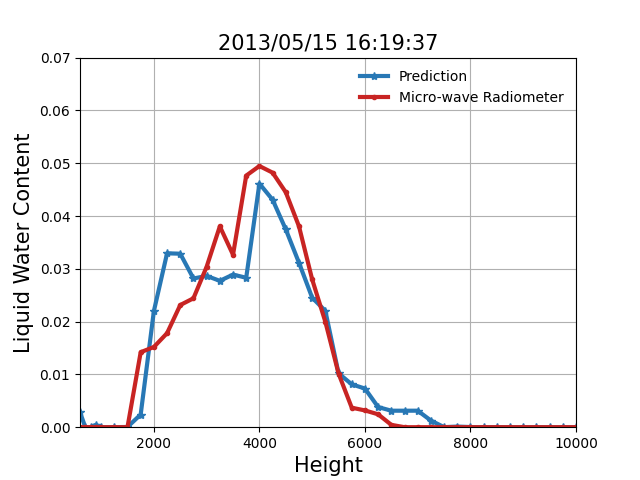 2013/05/15 16:19:37
Prediction
Micro-wave Radiometer
Liquid Water Content
0.07
0.06
0.05
0.04
0.03
0.02
0.01
0.00
2000 4000 6000 8000 10000
Height